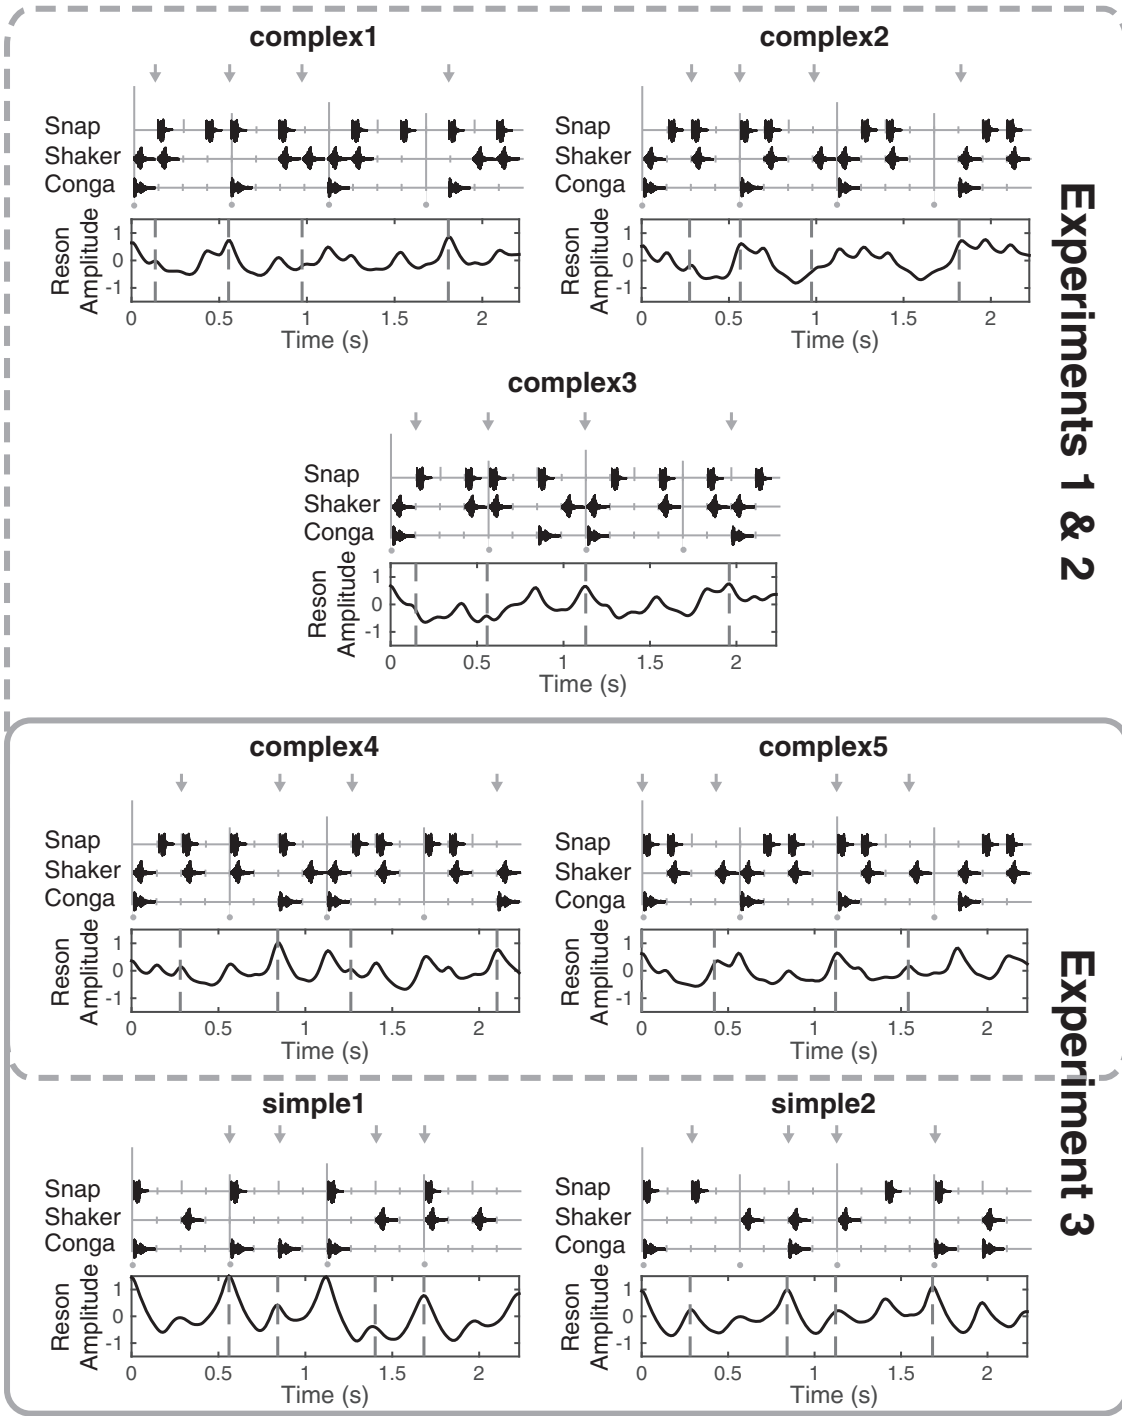 complex1
Snap
Shaker
Conga
Reson
Amplitude
1
0
-1
0 0.5 1 1.5 2
Time (s)
complex2
Snap
Shaker
Conga
Reson
Amplitude
1
0
-1
0 0.5 1 1.5 2
Time (s)
complex3
Snap
Shaker
Conga
Reson
Amplitude
1
0
-1
0 0.5 1 1.5 2
Time (s)
Experiments 1 & 2
complex4
Snap
Shaker
Conga
Reson
Amplitude
1
0
-1
0 0.5 1 1.5 2
Time (s)
complex5
Snap
Shaker
Conga
Reson
Amplitude
1
0
-1
0 0.5 1 1.5 2
Time (s)
simple1
Snap
Shaker
Conga
Reson
Amplitude
1
0
-1
0 0.5 1 1.5 2
Time (s)
simple2
Snap
Shaker
Conga
Reson
Amplitude
1
0
-1
0 0.5 1 1.5 2
Time (s)
Experiment 3